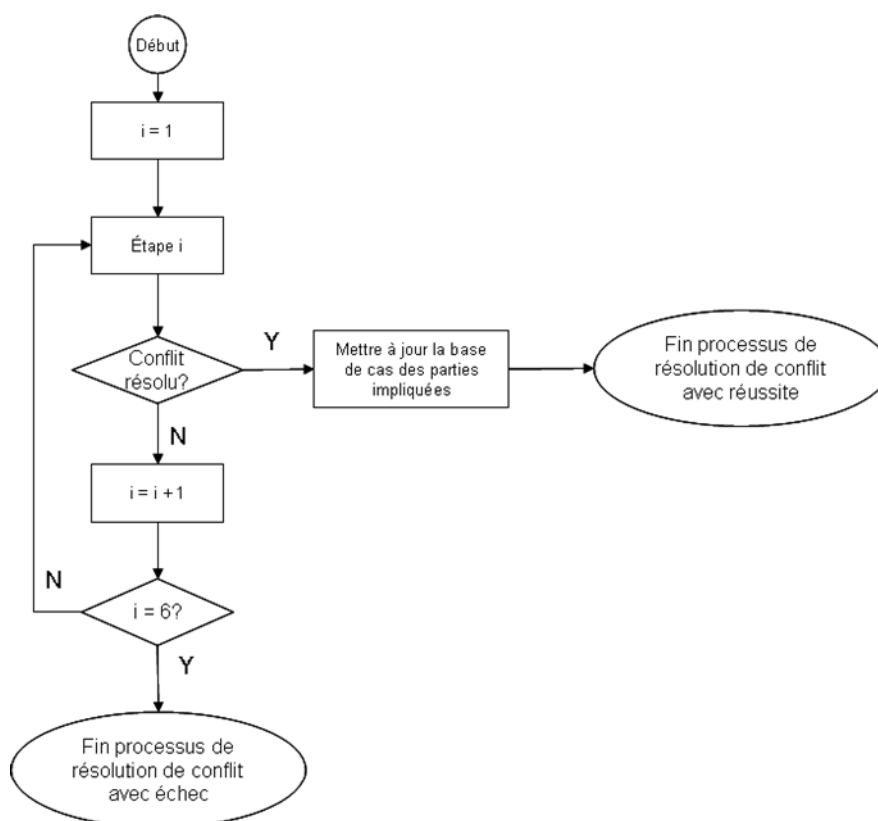 Début
i = 1
Étape i
Conflit
résolu?
Y
Mettre à jour la base
de cas des parties
impliquées
Fin processus de
résolution de conflit
avec réussite
N
i = i +1
N
i = 6?
Y
Fin processus de
résolution de conflit
avec échec